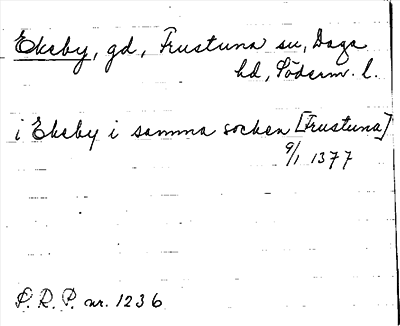 Ekeby, gd, Frustuna sn, Daga
hd, Söderm. l.
i Ekeby i samma socken [Frustuna]
9/1 1377
S. R. P. nr. 1236